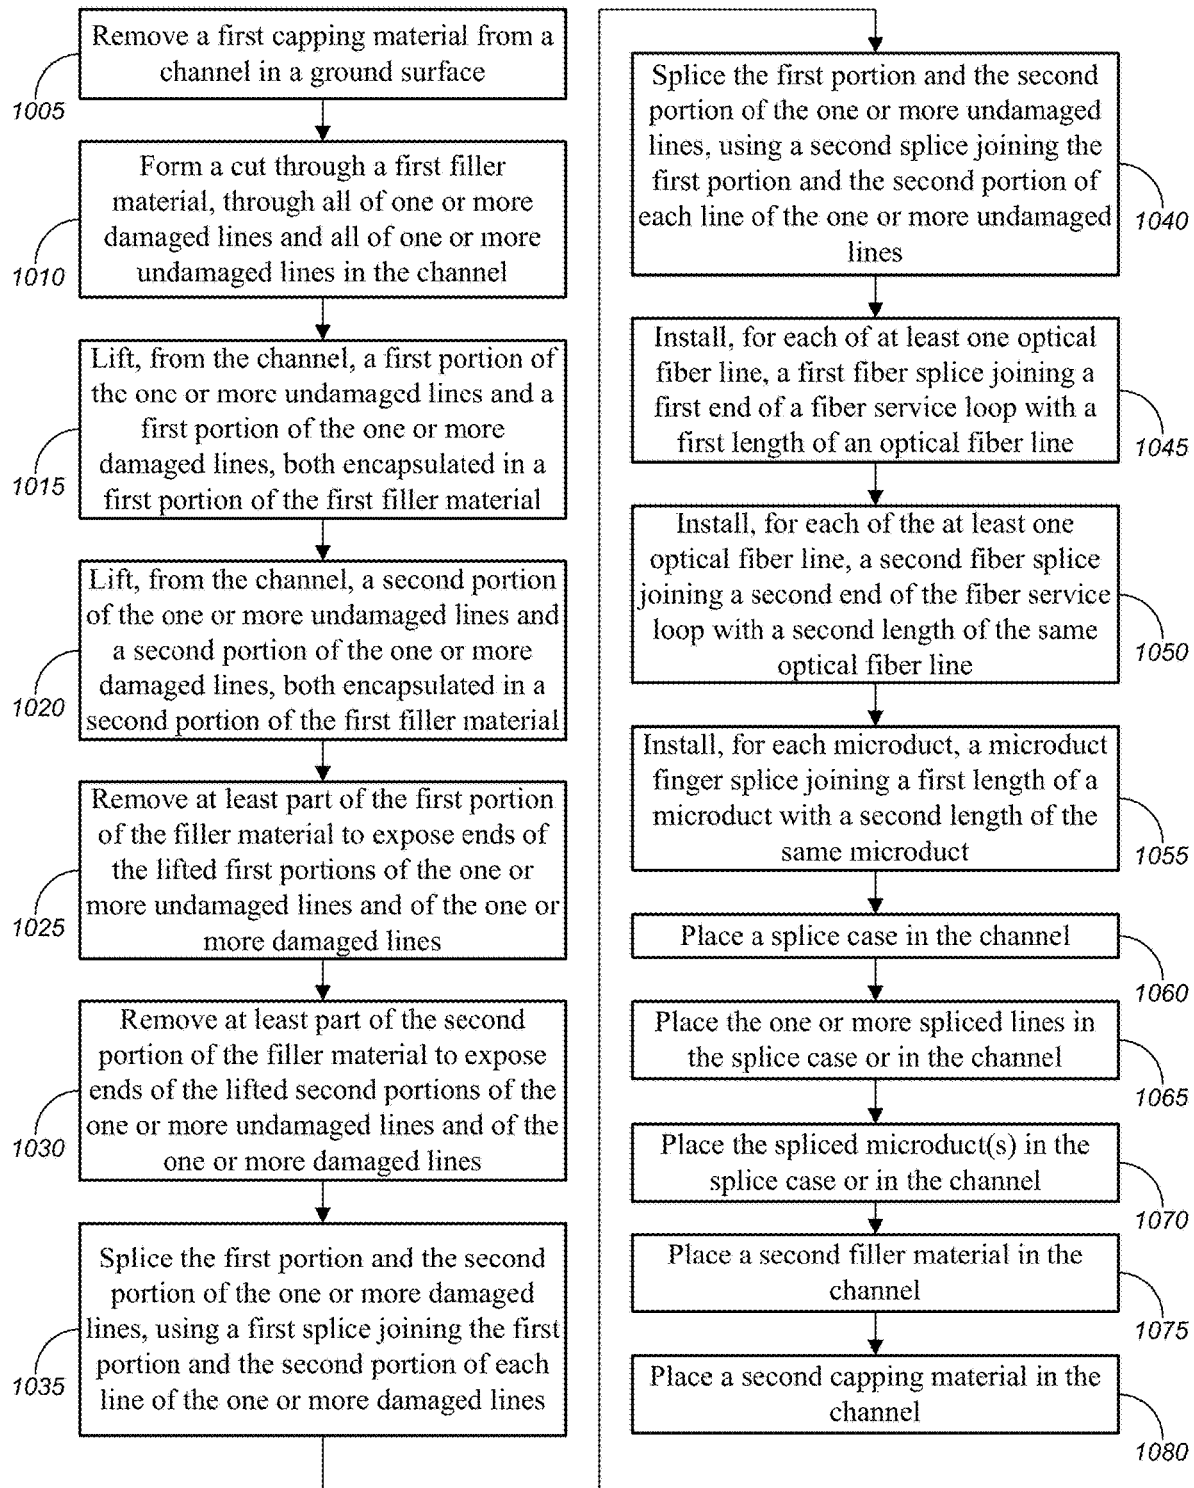 Remove a first capping material from a
channel in a ground surface
1005
Form a cut through a first filler
material, through all of one or more
damaged lines and all of one or more
undamaged lines in the channel
1010
Lift, from the channel, a first portion of
the one or more undamaged lines and a
first portion of the one or more
damaged lines, both encapsulated in a
first portion of the first filler material
1015
Lift, from the channel, a second portion
of the one or more undamaged lines and
a second portion of the one or more
damaged lines, both encapsulated in a
second portion of the first filler material
1020
Remove at least part of the first portion
of the filler material to expose ends of
the lifted first portions of the one or
more undamaged lines and of the one or
more damaged lines
1025
Remove at least part of the second
portion of the filler material to expose
ends of the lifted second portions of the
one or more undamaged lines and of the
one or more damaged lines
1030
Splice the first portion and the second
portion of the one or more damaged
lines, using a first splice joining the first
portion and the second portion of each
line of the one or more damaged lines
1035
Splice the first portion and the second
portion of the one or more undamaged
lines, using a second splice joining the
first portion and the second portion of
each line of the one or more undamaged
lines
1040
Install, for each of at least one optical
fiber line, a first fiber splice joining a
first end of a fiber service loop with a
first length of an optical fiber line
1045
Install, for each of the at least one
optical fiber line, a second fiber splice
joining a second end of the fiber service
loop with a second length of the same
optical fiber line
1050
Install, for each microduct, a microduct
finger splice joining a first length of a
microduct with a second length of the
same microduct
1055
Place a splice case in the channel
1060
Place the one or more spliced lines in
the splice case or in the channel
1065
Place the spliced microduct(s) in the
splice case or in the channel
1070
Place a second filler material in the
channel
1075
Place a second capping material in the
channel
1080